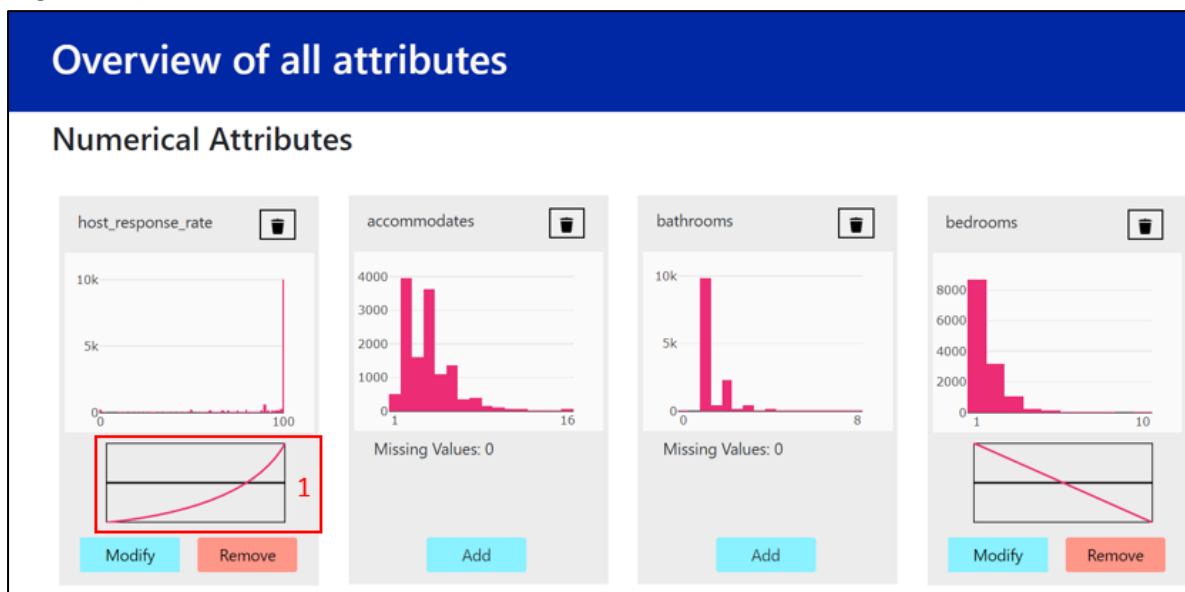 Overview of all attributes
Numerical Attributes
host_response_rate
10k
5k
0
0
100
1
Modify
Remove
accommodates
4000
3000
2000
1000
0
1
16
Missing Values: 0
Add
bathrooms
10k
5k
0
0
8
Missing Values: 0
Add
bedrooms
8000
6000
4000
2000
0
1
10
Modify
Remove